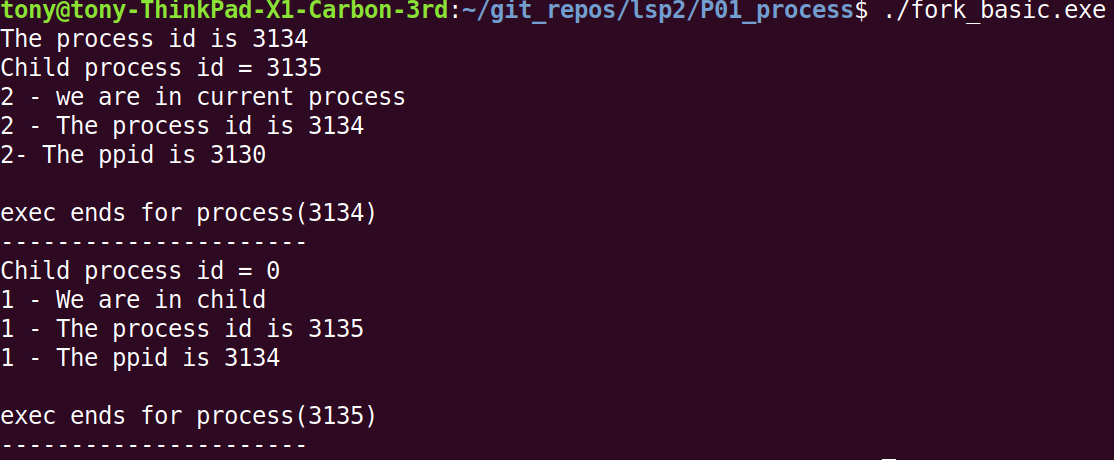 tony@tony-ThinkPad-X1-Carbon-3rd:~/git_repos/lsp2/P01_process$ ./fork_basic.exe
The process id is 3134
Child process id = 3135
2 - we are in current process
2 - The process id is 3134
2- The ppid is 3130

exec ends for process(3134)
----------------------
Child process id = 0
1 - We are in child
1 - The process id is 3135
1 - The ppid is 3134

exec ends for process(3135)
----------------------